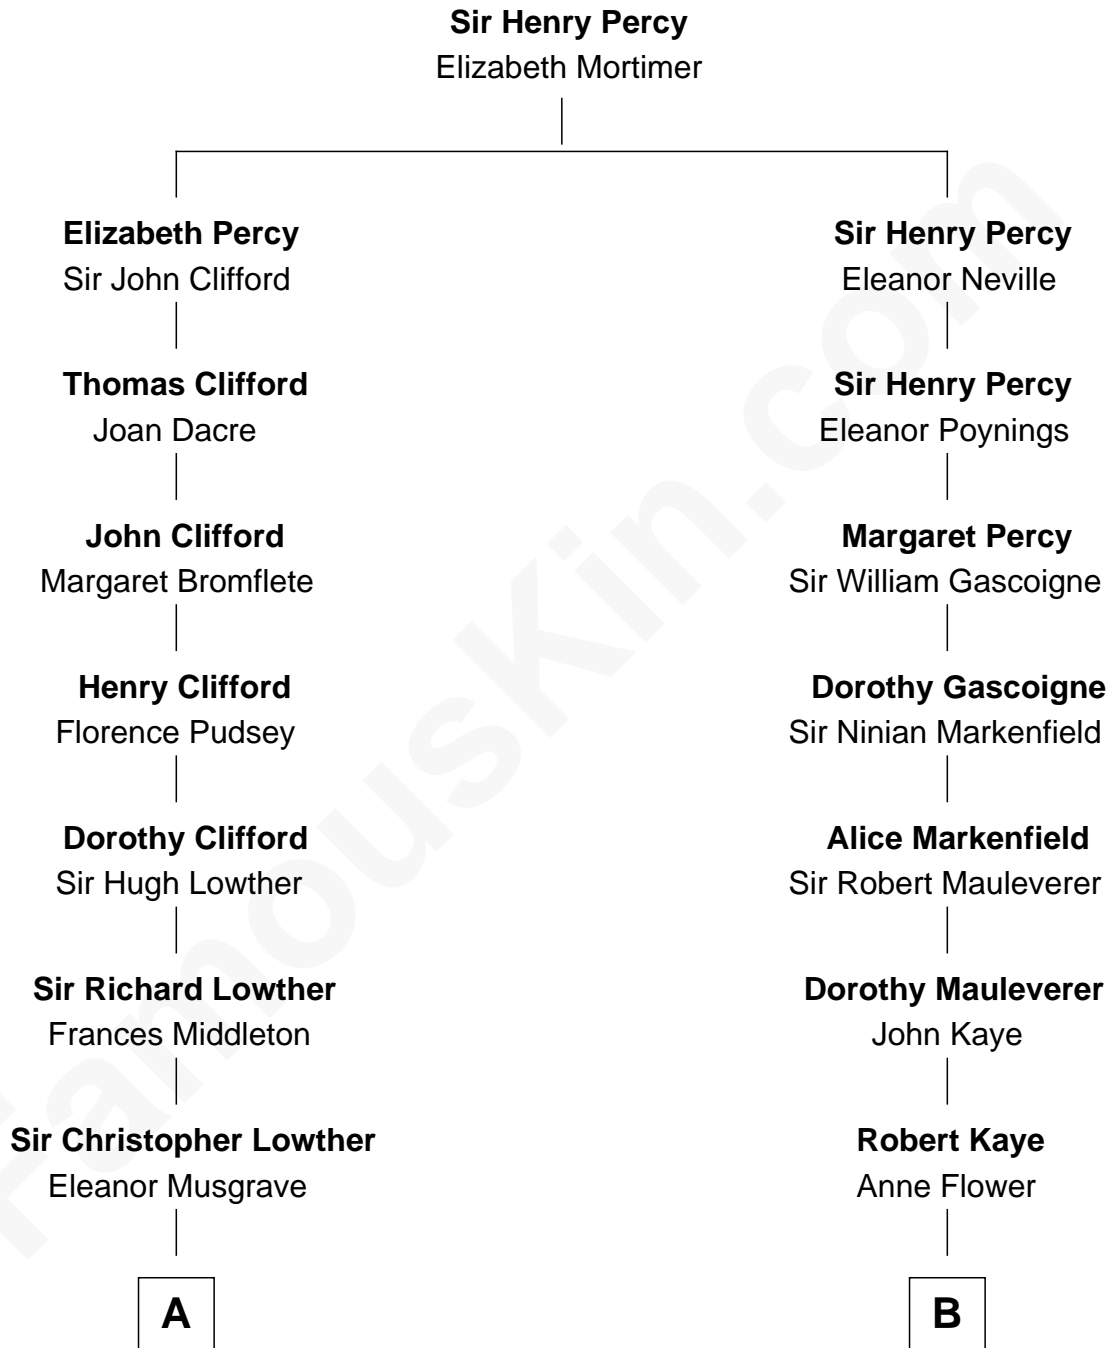 Sir Henry Percy
Elizabeth Mortimer
Elizabeth Percy
Sir John Clifford
Thomas Clifford
Joan Dacre
John Clifford
Margaret Bromflete
Henry Clifford
Florence Pudsey
Dorothy Clifford
Sir Hugh Lowther
Sir Richard Lowther
Frances Middleton
Sir Christopher Lowther
Eleanor Musgrave
A
Sir Henry Percy
Eleanor Neville
Sir Henry Percy
Eleanor Poynings
Margaret Percy
Sir William Gascoigne
Dorothy Gascoigne
Sir Ninian Markenfield
Alice Markenfield
Sir Robert Mauleverer
Dorothy Mauleverer
John Kaye
Robert Kaye
Anne Flower
B
FamousKin.com